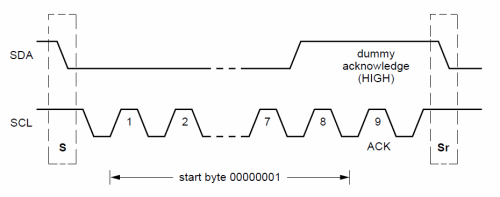 SDA
dummy
acknowledge
(HIGH)
SCL
1 2 7 8 9
S
ACK
Sr
start byte 00000001